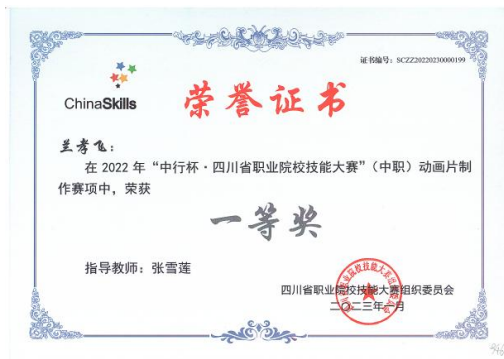 证书编号：SCZZ20220230000199
ChinaSkills
荣誉证书
兰孝飞：
在 2022 年“中行杯·四川省职业院校技能大赛”（中职）动画片制
作赛项中，荣获
一等奖
指导教师：张雪莲
四川省职业院校技能大赛组织委员会
二〇二三年一月